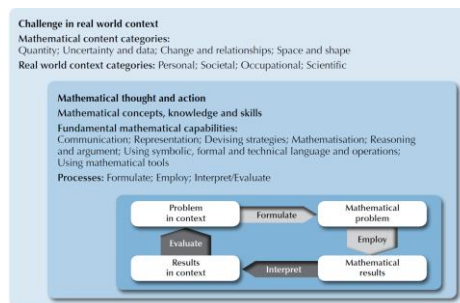 Challenge in real world context
Mathematical content categories:
Quantity; Uncertainty and data; Change and relationships; Space and shape
Real world context categories: Personal; Societal; Occupational; Scientific
Mathematical thought and action
Mathematical concepts, knowledge and skills
Fundamental mathematical capabilities:
Communication; Representation; Devising strategies; Mathematisation; Reasoning
and argument; Using symbolic, formal and technical language and operations;
Using mathematical tools
Processes: Formulate; Employ; Interpret/Evaluate
Problem
in context
Formulate
Mathematical
problem
Evaluate
Employ
Results
in context
Interpret
Mathematical
results